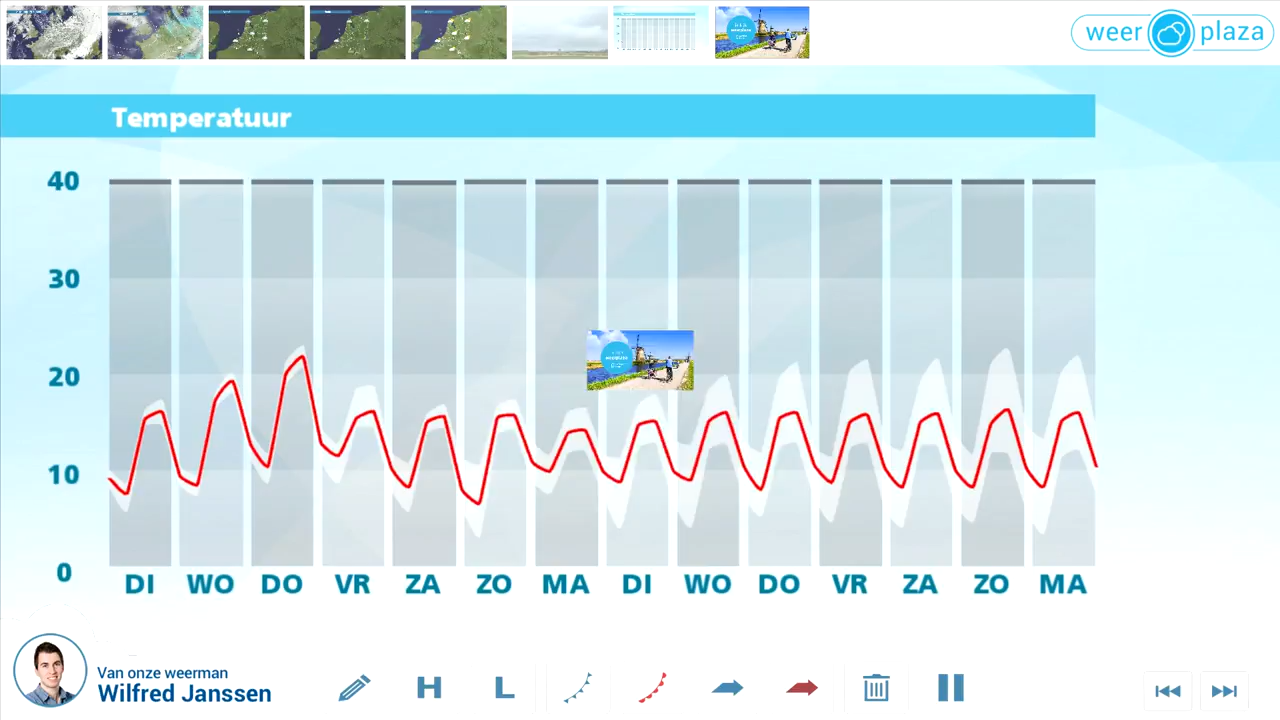 weer plaza
Temperatuur
40
30
20
10
0
DI WO DO VR ZA ZO MA DI WO DO VR ZA ZO MA
Van onze weerman
Wilfred Janssen
H L